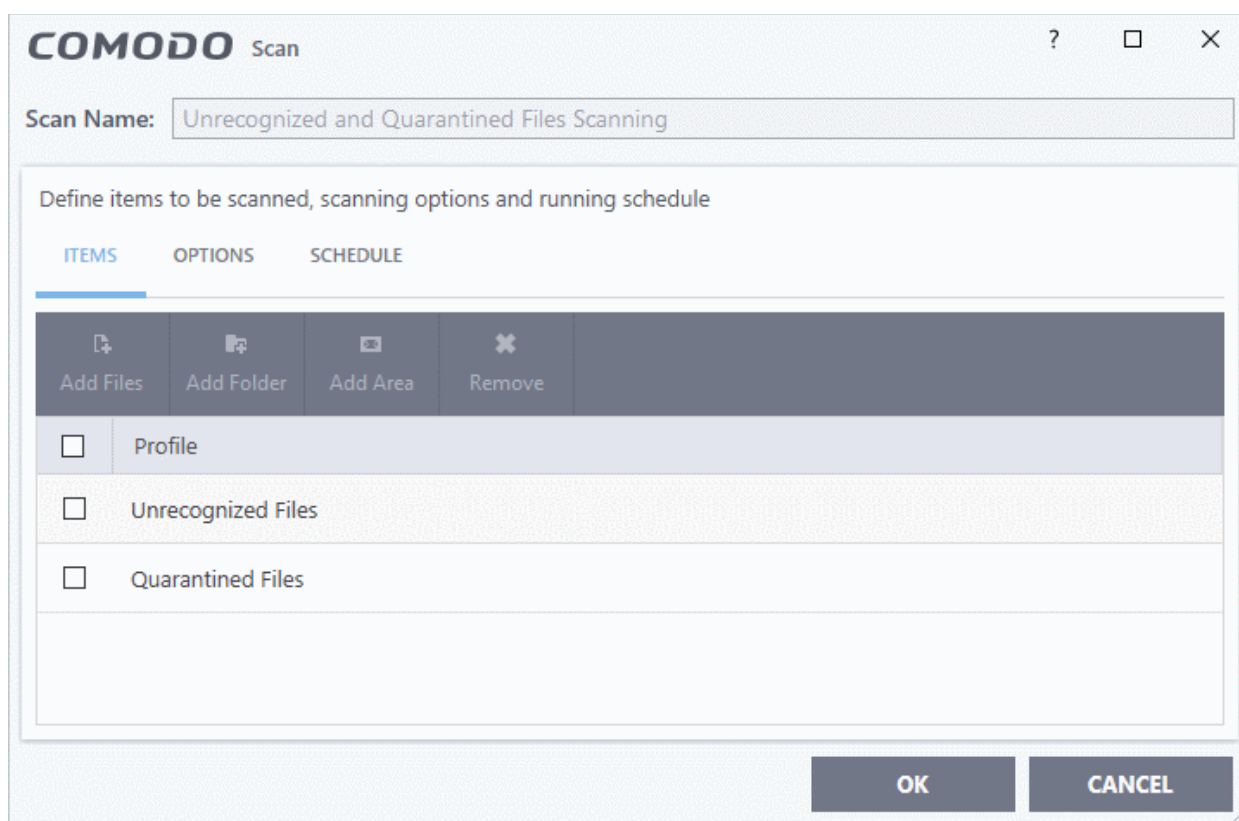 COMODO Scan ?
Scan Name: Unrecognized and Quarantined Files Scanning
Define items to be scanned, scanning options and running schedule
ITEMS OPTIONS SCHEDULE
Add Files Add Folder Add Area Remove
Profile
Unrecognized Files
Quarantined Files
OK CANCEL